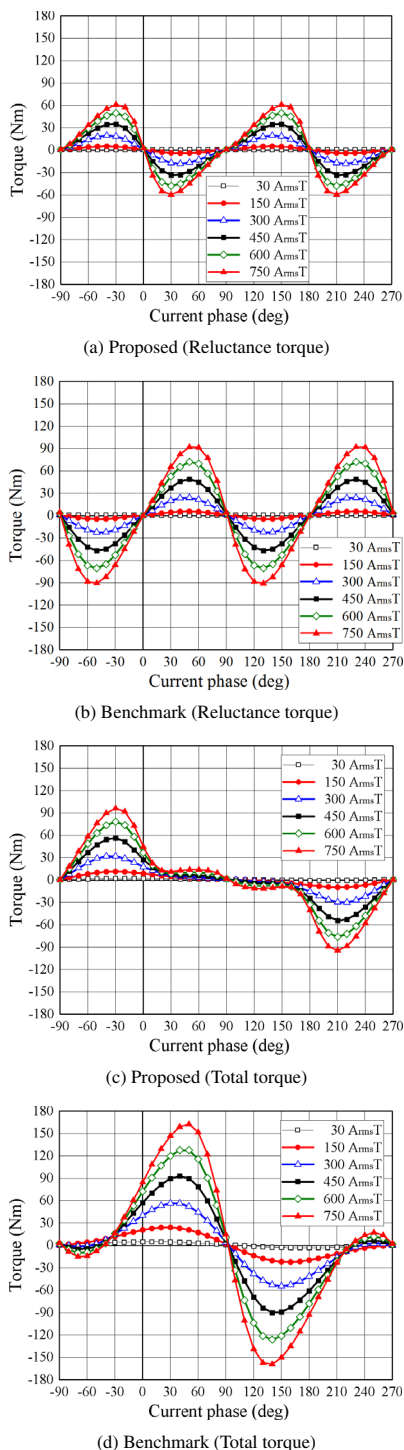 180
150
120
90
60
30
0
-30
-60
-90
-120
-150
-180
Torque (Nm)
30 ArmsT
150 ArmsT
300 ArmsT
450 ArmsT
600 ArmsT
750 ArmsT
-90 -60 -30 0 30 60 90 120 150 180 210 240 270
Current phase (deg)
(a) Proposed (Reluctance torque)
180
150
120
90
60
30
0
-30
-60
-90
-120
-150
-180
Torque (Nm)
30 ArmsT
150 ArmsT
300 ArmsT
450 ArmsT
600 ArmsT
750 ArmsT
-90 -60 -30 0 30 60 90 120 150 180 210 240 270
Current phase (deg)
(b) Benchmark (Reluctance torque)
180
150
120
90
60
30
0
-30
-60
-90
-120
-150
-180
Torque (Nm)
30 ArmsT
150 ArmsT
300 ArmsT
450 ArmsT
600 ArmsT
750 ArmsT
-90 -60 -30 0 30 60 90 120 150 180 210 240 270
Current phase (deg)
(c) Proposed (Total torque)
180
150
120
90
60
30
0
-30
-60
-90
-120
-150
-180
Torque (Nm)
30 ArmsT
150 ArmsT
300 ArmsT
450 ArmsT
600 ArmsT
750 ArmsT
-90 -60 -30 0 30 60 90 120 150 180 210 240 270
Current phase (deg)
(d) Benchmark (Total torque)